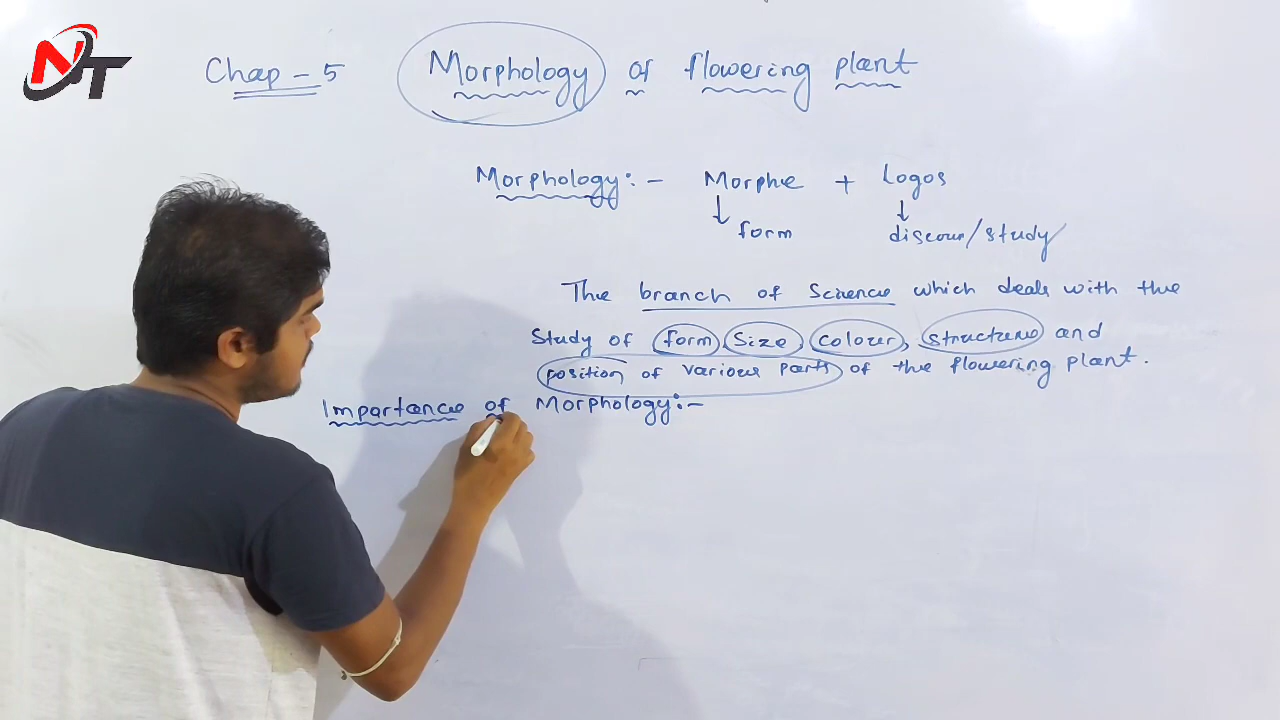 NT
Chap - 5 Morphology of flowering plant
Morphology:- Morphe + Logos
form discour/study
The branch of Science which deals with the
Study of form, Size, colour, structure and
position of various parts of the flowering plant.
Importance of Morphology:-